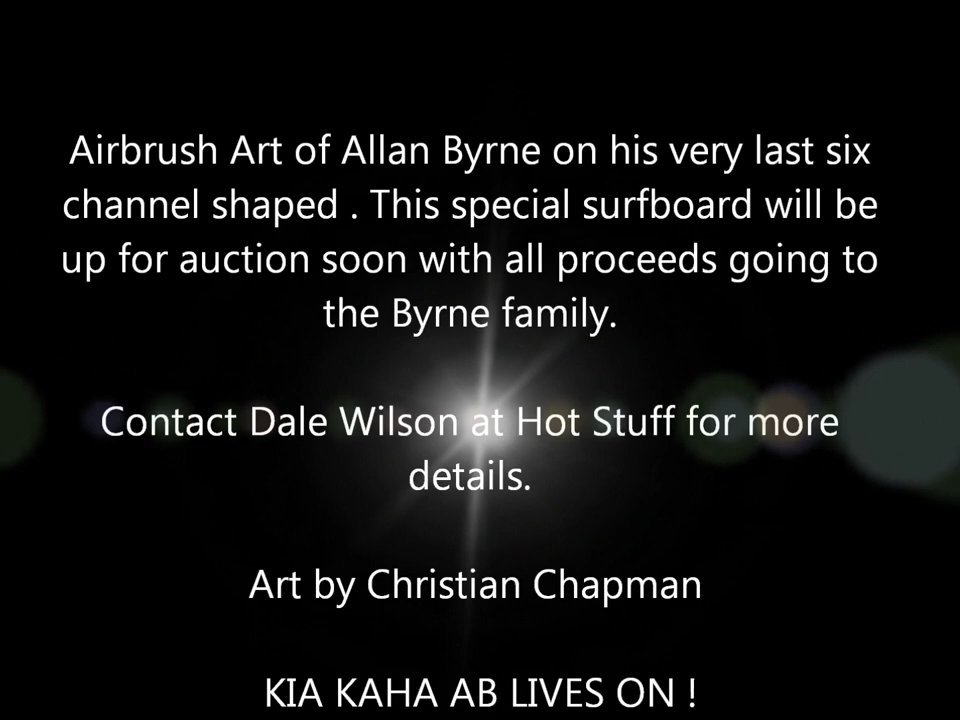 Airbrush Art of Allan Byrne on his very last six
channel shaped . This special surfboard will be
up for auction soon with all proceeds going to
the Byrne family.
Contact Dale Wilson at Hot Stuff for more
details.
Art by Christian Chapman
KIA KAHA AB LIVES ON !